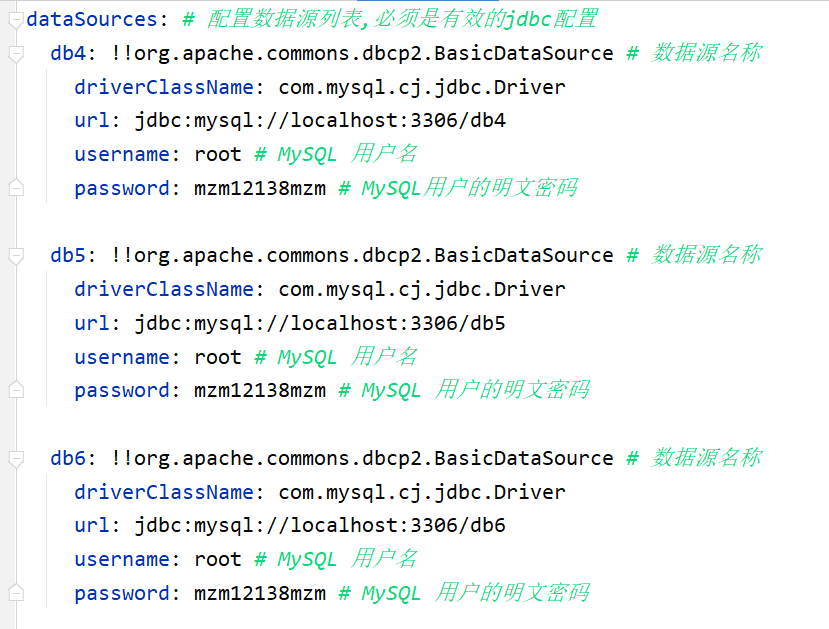 dataSources: # 配置数据源列表,必须是有效的jdbc配置
db4: !!org.apache.commons.dbcp2.BasicDataSource # 数据源名称
driverClassName: com.mysql.cj.jdbc.Driver
url: jdbc:mysql://localhost:3306/db4
username: root # MySQL 用户名
password: mzm12138mzm # MySQL用户的明文密码
db5: !!org.apache.commons.dbcp2.BasicDataSource # 数据源名称
driverClassName: com.mysql.cj.jdbc.Driver
url: jdbc:mysql://localhost:3306/db5
username: root # MySQL 用户名
password: mzm12138mzm # MySQL 用户的明文密码
db6: !!org.apache.commons.dbcp2.BasicDataSource # 数据源名称
driverClassName: com.mysql.cj.jdbc.Driver
url: jdbc:mysql://localhost:3306/db6
username: root # MySQL 用户名
password: mzm12138mzm # MySQL 用户的明文密码